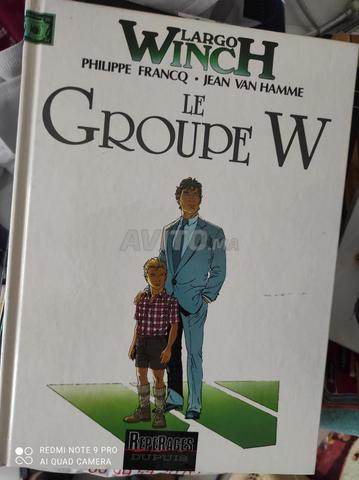 LARGO
WINCH
PHILIPPE FRANCQ • JEAN VAN HAMME
LE
GROUPE W
AVITO.MA
REPERAGES
DUPUIS
REDMI NOTE 9 PRO
AI QUAD CAMERA